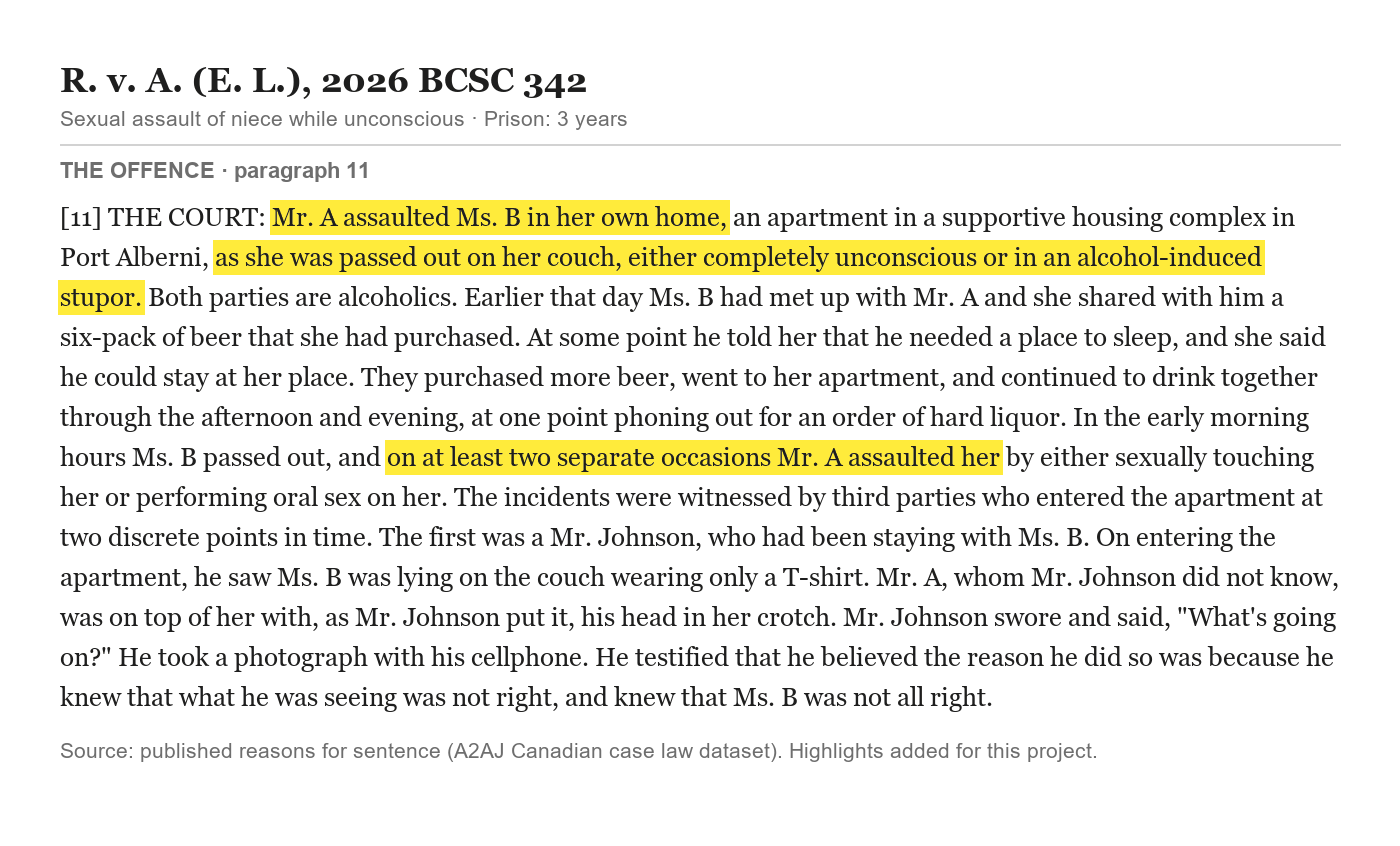 R. v. A. (E. L.), 2026 BCSC 342
Sexual assault of niece while unconscious · Prison: 3 years
THE OFFENCE · paragraph 11
[11] THE COURT: Mr. A assaulted Ms. B in her own home, an apartment in a supportive housing complex in
Port Alberni, as she was passed out on her couch, either completely unconscious or in an alcohol-induced
stupor. Both parties are alcoholics. Earlier that day Ms. B had met up with Mr. A and she shared with him a
six-pack of beer that she had purchased. At some point he told her that he needed a place to sleep, and she said
he could stay at her place. They purchased more beer, went to her apartment, and continued to drink together
through the afternoon and evening, at one point phoning out for an order of hard liquor. In the early morning
hours Ms. B passed out, and on at least two separate occasions Mr. A assaulted her by either sexually touching
her or performing oral sex on her. The incidents were witnessed by third parties who entered the apartment at
two discrete points in time. The first was a Mr. Johnson, who had been staying with Ms. B. On entering the
apartment, he saw Ms. B was lying on the couch wearing only a T-shirt. Mr. A, whom Mr. Johnson did not know,
was on top of her with, as Mr. Johnson put it, his head in her crotch. Mr. Johnson swore and said, "What's going
on?" He took a photograph with his cellphone. He testified that he believed the reason he did so was because he
knew that what he was seeing was not right, and knew that Ms. B was not all right.
Source: published reasons for sentence (A2AJ Canadian case law dataset). Highlights added for this project.